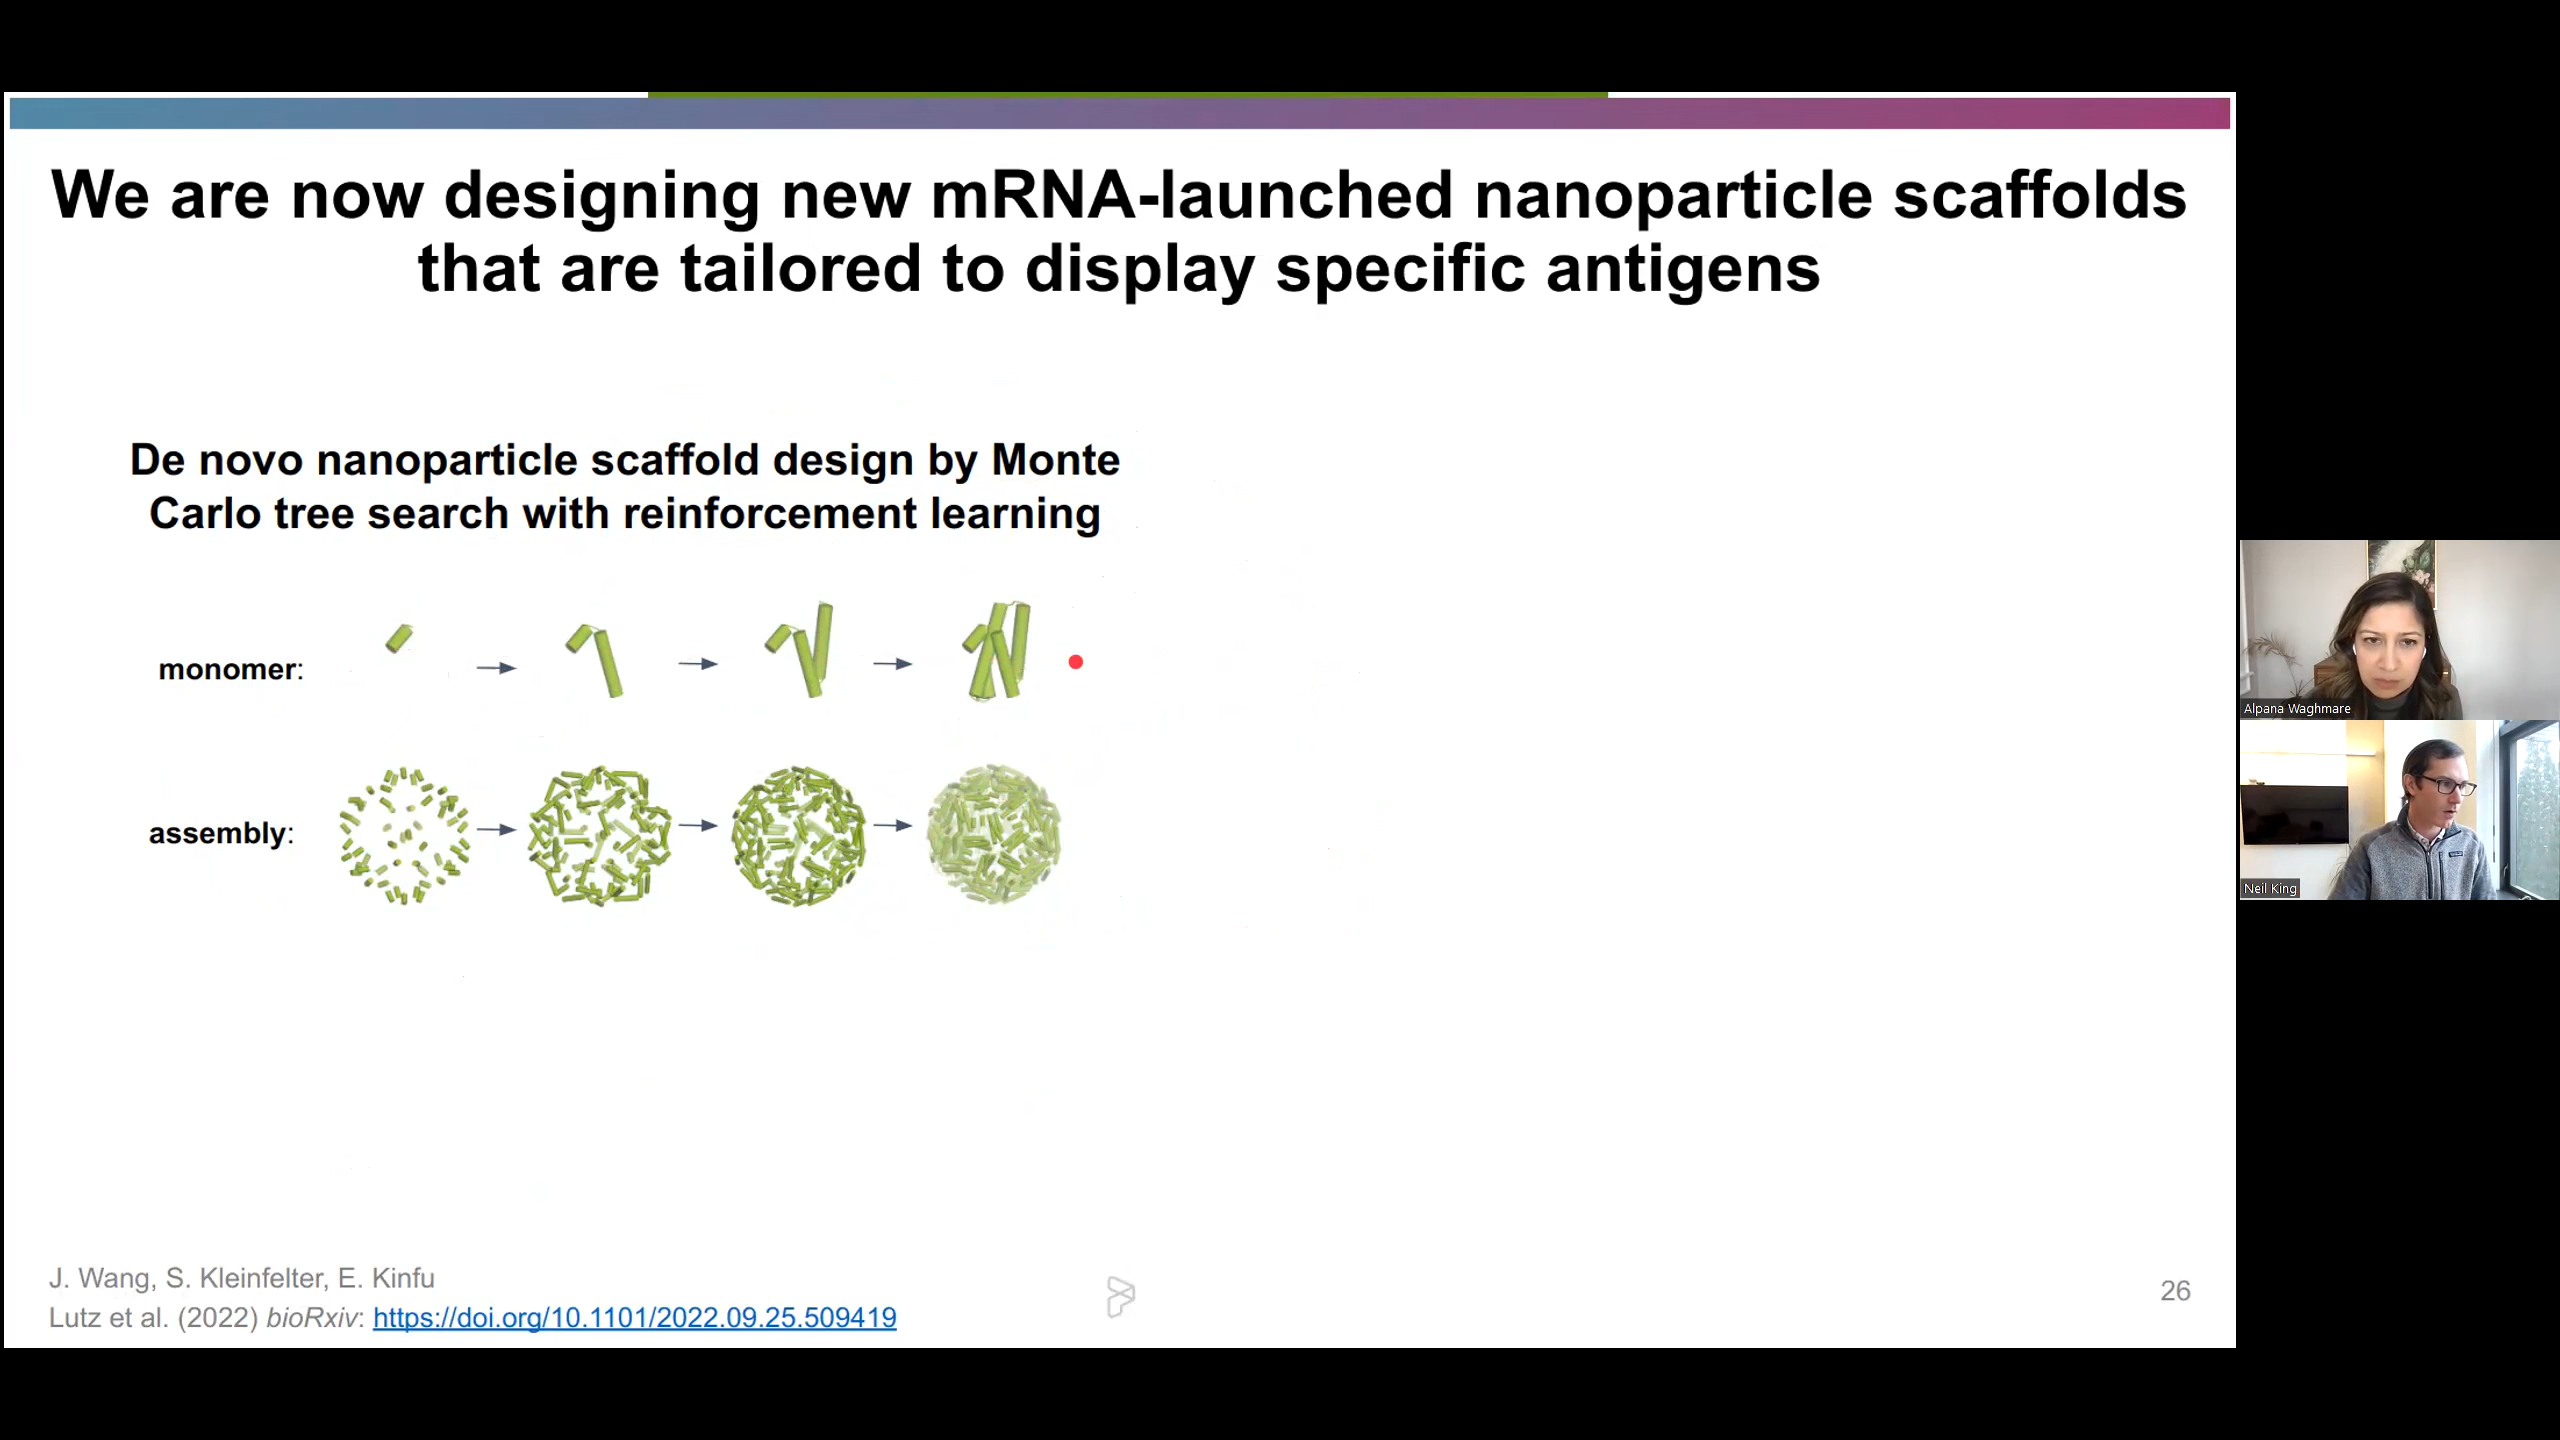 We are now designing new mRNA-launched nanoparticle scaffolds
that are tailored to display specific antigens
De novo nanoparticle scaffold design by Monte
Carlo tree search with reinforcement learning
monomer:
assembly:
J. Wang, S. Kleinfelter, E. Kinfu
Lutz et al. (2022) bioRxiv: https://doi.org/10.1101/2022.09.25.509419
26
Alpana Waghmare
Neil King